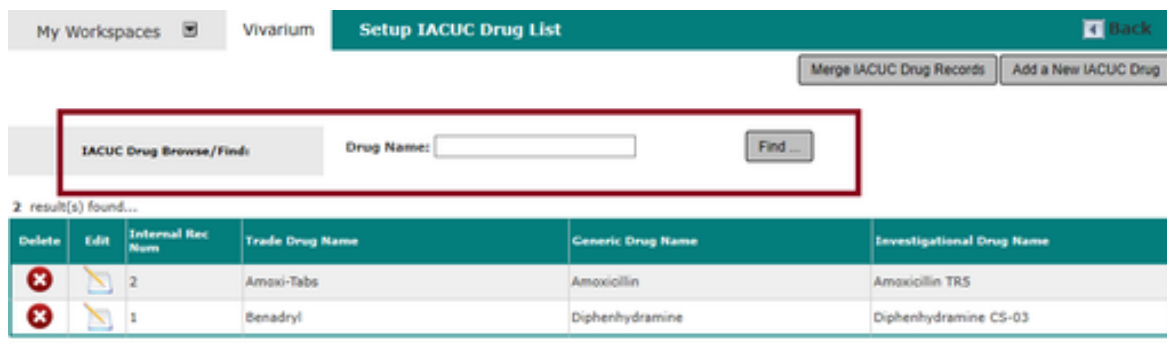 My Workspaces Vivarium Setup IACUC Drug List Back
Merge IACUC Drug Records Add a New IACUC Drug
IACUC Drug Browse/Find: Drug Name: Find ...
2 result(s) found...
Delete Edit Internal Rec Num Trade Drug Name Generic Drug Name Investigational Drug Name
2 Amoxi-Tabs Amoxicillin Amoxicillin TRS
1 Benadryl Diphenhydramine Diphenhydramine CS-03